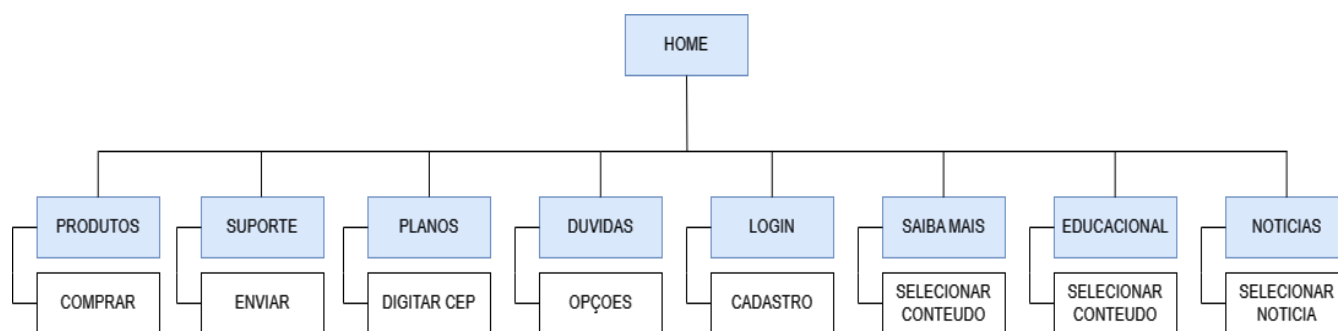 HOME
PRODUTOS
SUPORTE
PLANOS
DUVIDAS
LOGIN
SAIBA MAIS
EDUCACIONAL
NOTICIAS
COMPRAR
ENVIAR
DIGITAR CEP
OPÇOES
CADASTRO
SELECIONAR
CONTEUDO
SELECIONAR
CONTEUDO
SELECIONAR
NOTICIA